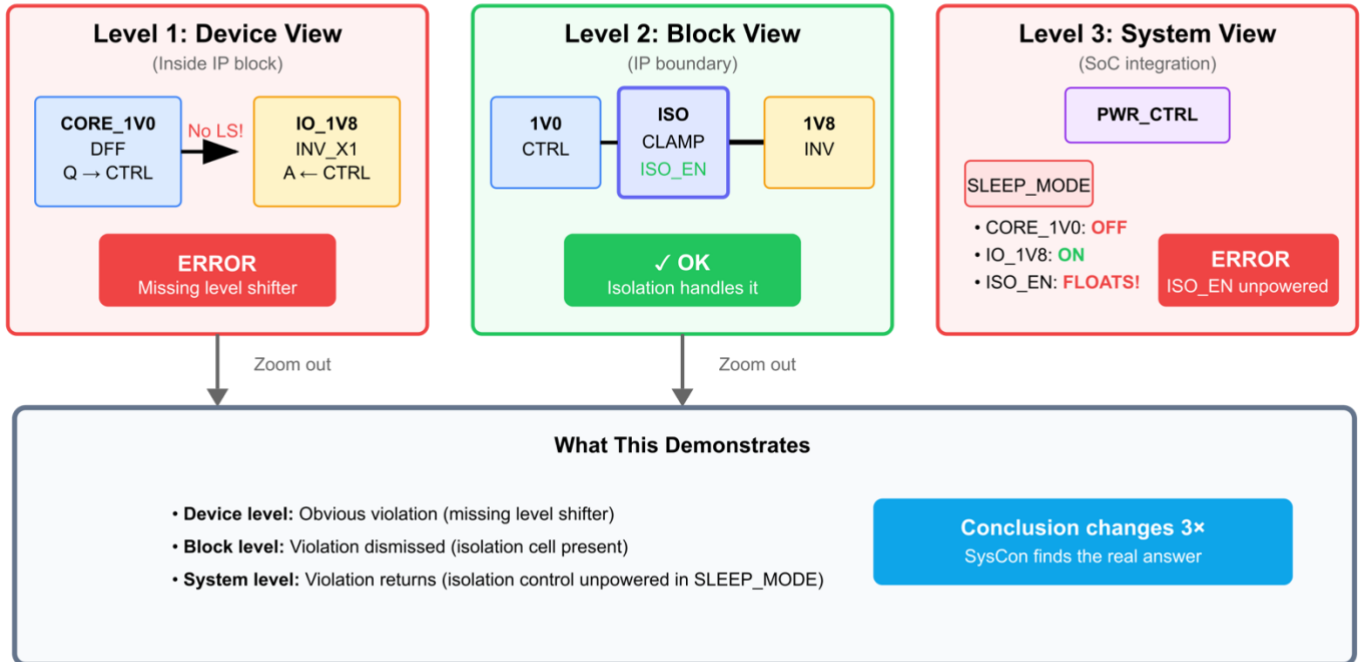 Level 1: Device View
(Inside IP block)
CORE_1V0
DFF
Q → CTRL
No LS!
IO_1V8
INV_X1
A ← CTRL
ERROR
Missing level shifter
Level 2: Block View
(IP boundary)
1V0
CTRL
ISO
CLAMP
ISO_EN
1V8
INV
✓ OK
Isolation handles it
Level 3: System View
(SoC integration)
PWR_CTRL
SLEEP_MODE
• CORE_1V0: OFF
• IO_1V8: ON
• ISO_EN: FLOATS!
ERROR
ISO_EN unpowered
Zoom out
Zoom out
What This Demonstrates
• Device level: Obvious violation (missing level shifter)
• Block level: Violation dismissed (isolation cell present)
• System level: Violation returns (isolation control unpowered in SLEEP_MODE)
Conclusion changes 3×
SysCon finds the real answer